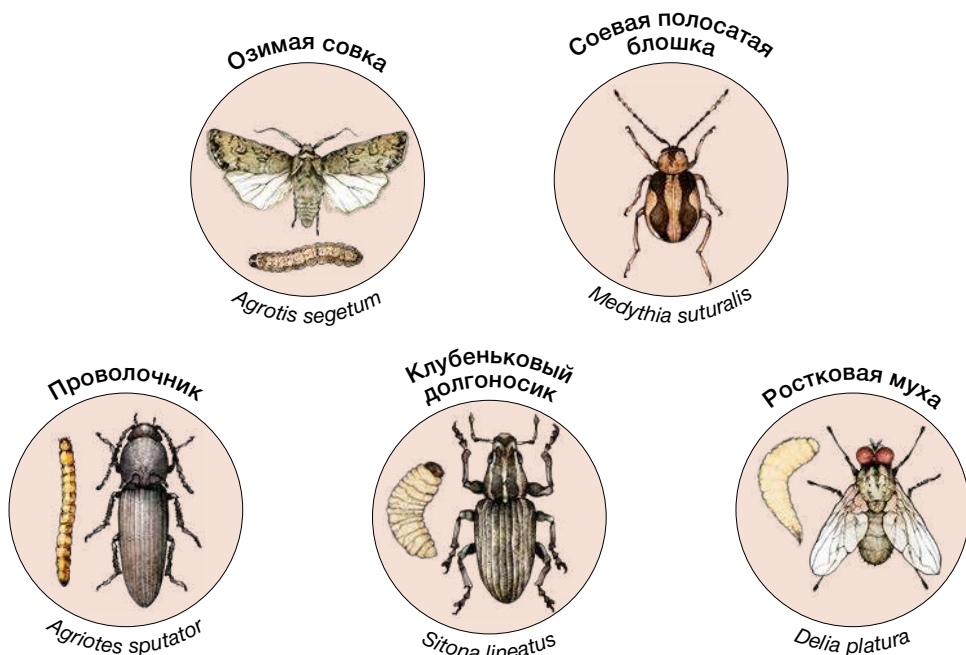 Озимая совка
Agrotis segetum
Соевая полосатая
блошка
Medythia suturalis
Проволочник
Agriotes sputator
Клубеньковый
долгоносик
Sitona lineatus
Ростковая муха
Delia platura